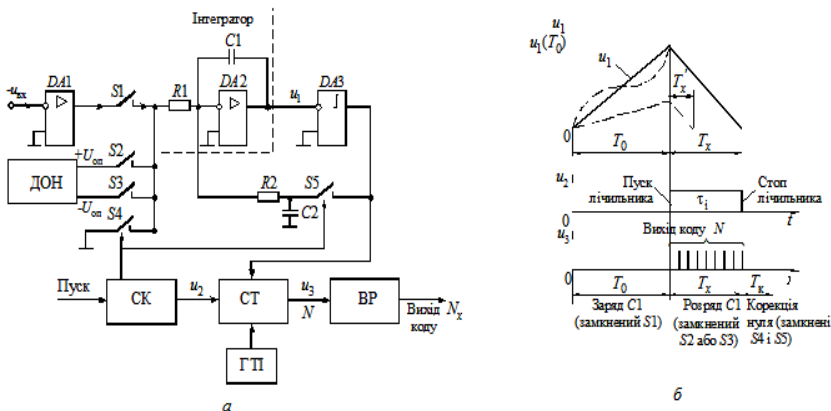 Інтегратор
C1
DA1
-uвх
S1
R1
DA2
u1
DA3
+Uоп
S2
ДОН
S3
-Uоп
S4
R2
S5
C2
Пуск
СК
u2
СТ
u3
N
ВР
Вихід
коду
Nx
ГТІ
а
u1
u1(T0)
u1
T'x
0
T0
Tx
u2
Пуск
лічильника
τi
Стоп
лічильника
0
t
u3
Вихід коду N
0
T0
Tx
Tк
Заряд C1
(замкнений S1)
Розряд C1
(замкнений
S2 або S3)
Корекція
нуля (замкнені
S4 і S5)
б